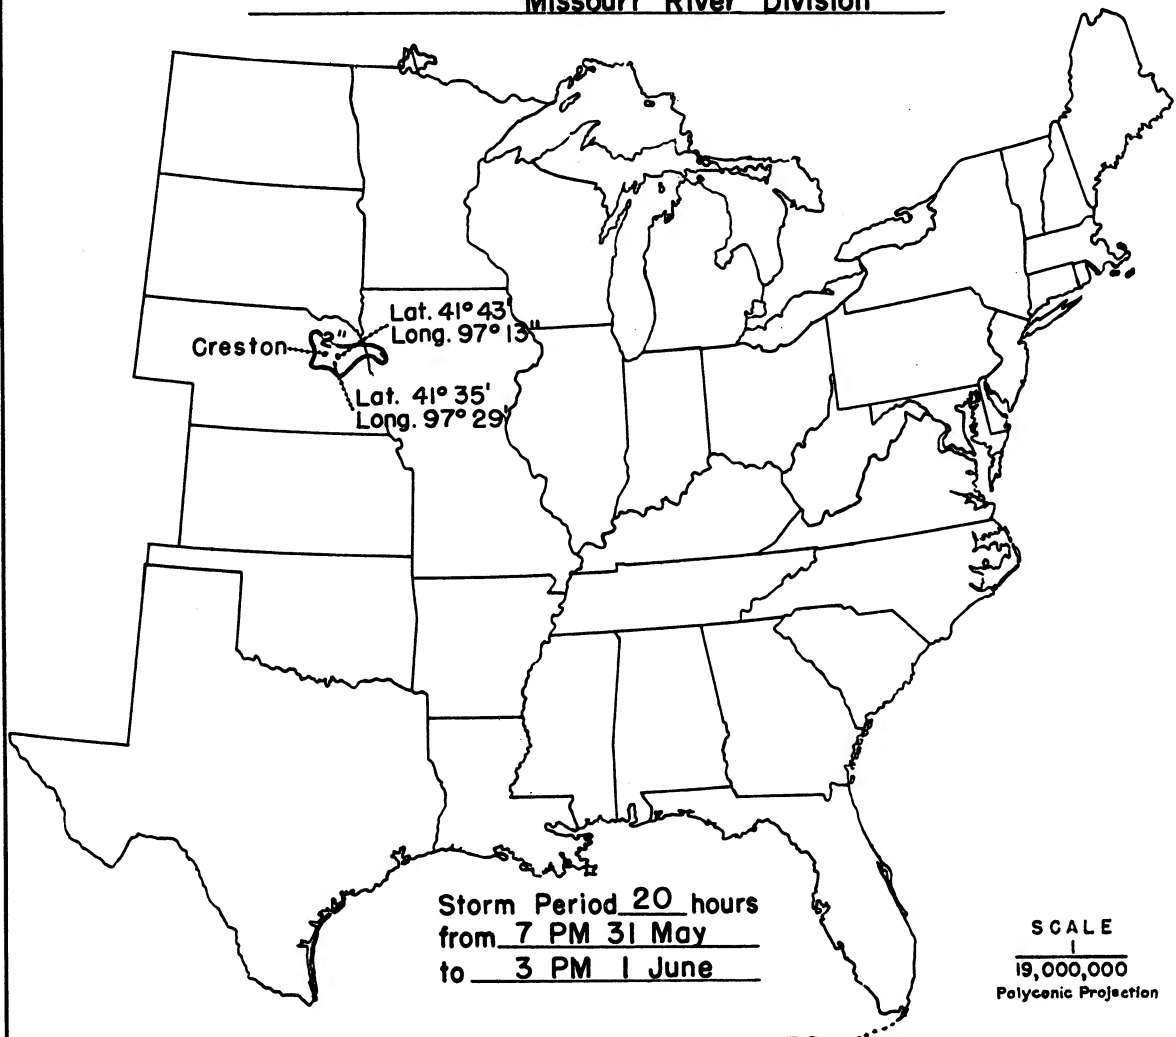 Missouri River Division
Lat. 41° 43'
Long. 97° 13"
2"
Creston
Lat. 41° 35'
Long. 97° 29'
Storm Period 20 hours
from 7 PM 31 May
to 3 PM 1 June
SCALE
1
19,000,000
Polyconic Projection